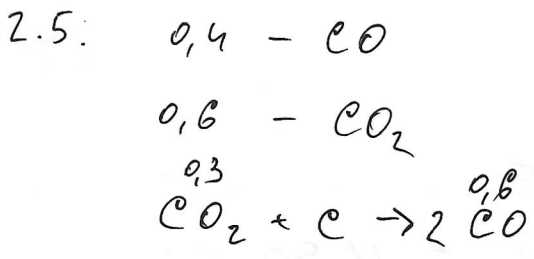 2.5: 0,4 - CO
0,6 - CO₂
0,3 0,6
CO₂ + C → 2 CO